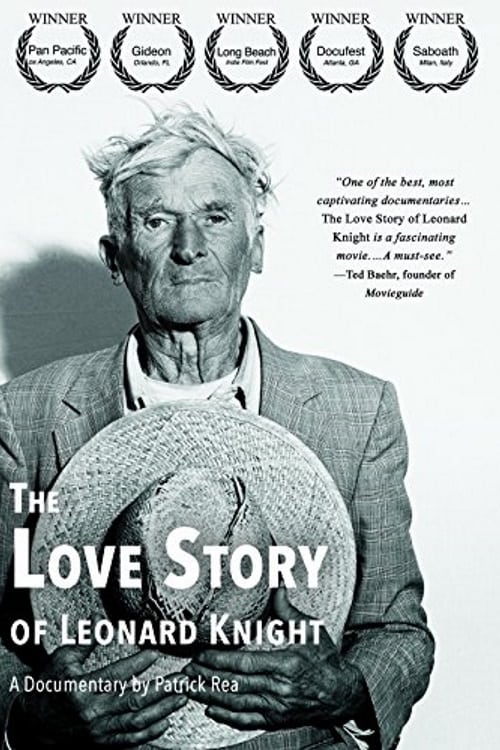 WINNER WINNER WINNER WINNER WINNER
Pan Pacific
Los Angeles, CA
Gideon
Orlando, FL
Long Beach
Indie Film Fest
Docufest
Atlanta, GA
Saboath
Milan, Italy
"One of the best, most
captivating documentaries...
The Love Story of Leonard
Knight is a fascinating
movie....A must-see."
—Ted Baehr, founder of
Movieguide
THE
LOVE STORY
OF LEONARD KNIGHT
A Documentary by Patrick Rea